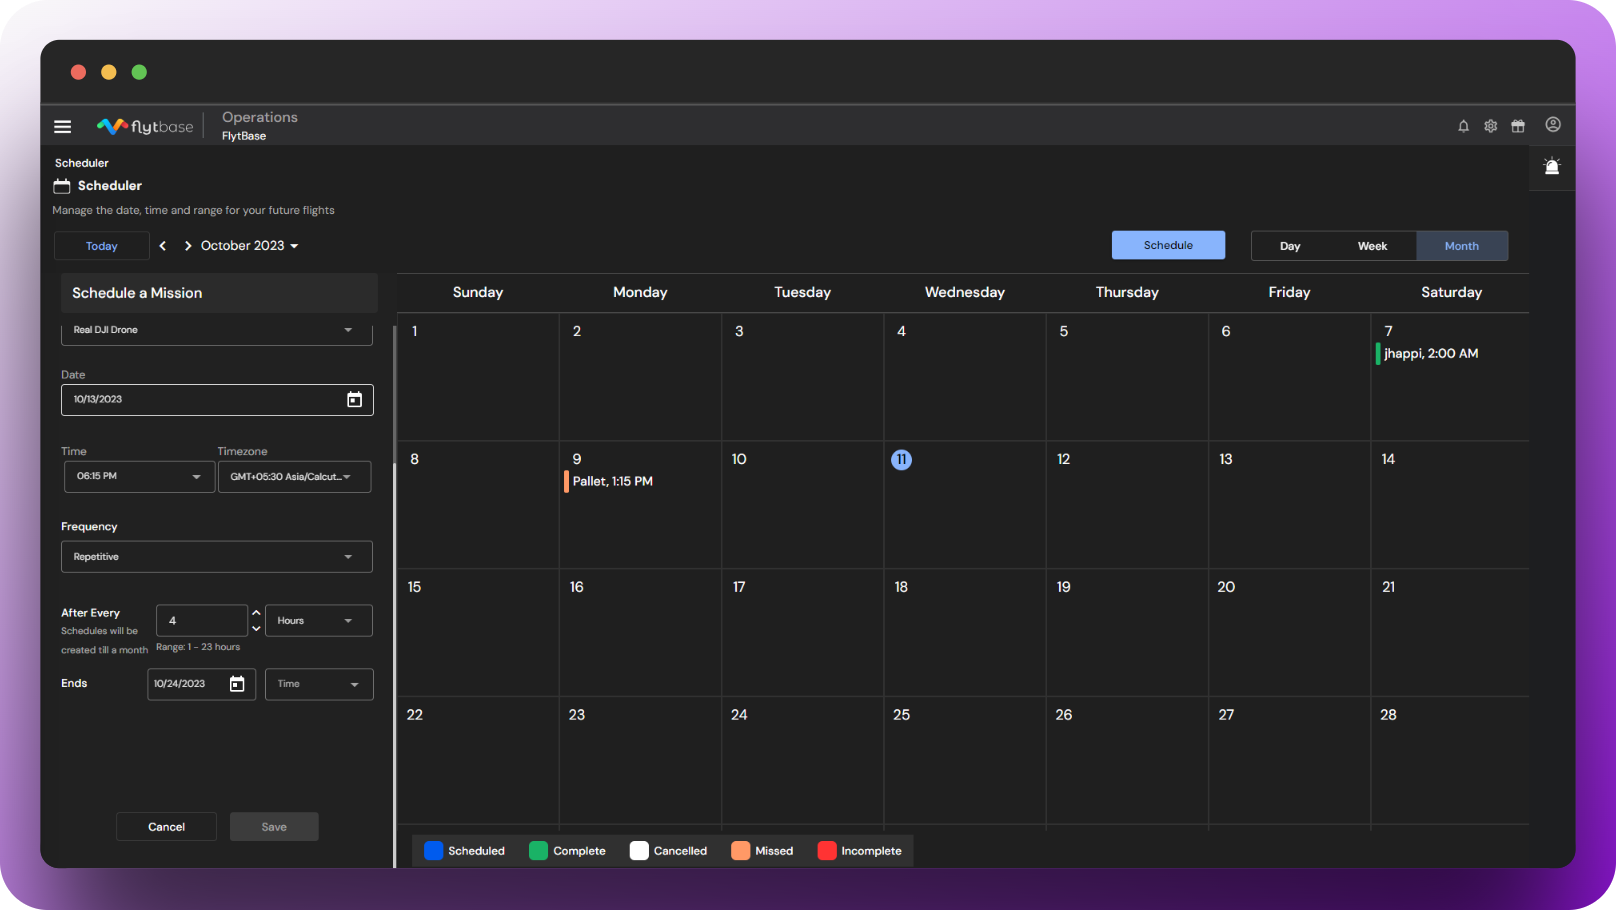 flytbase
Operations
FlytBase
Scheduler
Scheduler
Manage the date, time and range for your future flights
Today
October 2023
Schedule
Day
Week
Month
Schedule a Mission
Real DJI Drone
Date
10/13/2023
Time
Timezone
06:15 PM
GMT+05:30 Asia/Calcut...
Frequency
Repetitive
After Every
Schedules will be
created till a month
4
Hours
Range: 1 - 23 hours
Ends
10/24/2023
Time
Cancel
Save
Sunday
Monday
Tuesday
Wednesday
Thursday
Friday
Saturday
1
2
3
4
5
6
7
jhappi, 2:00 AM
8
9
Pallet, 1:15 PM
10
11
12
13
14
15
16
17
18
19
20
21
22
23
24
25
26
27
28
Scheduled
Complete
Cancelled
Missed
Incomplete